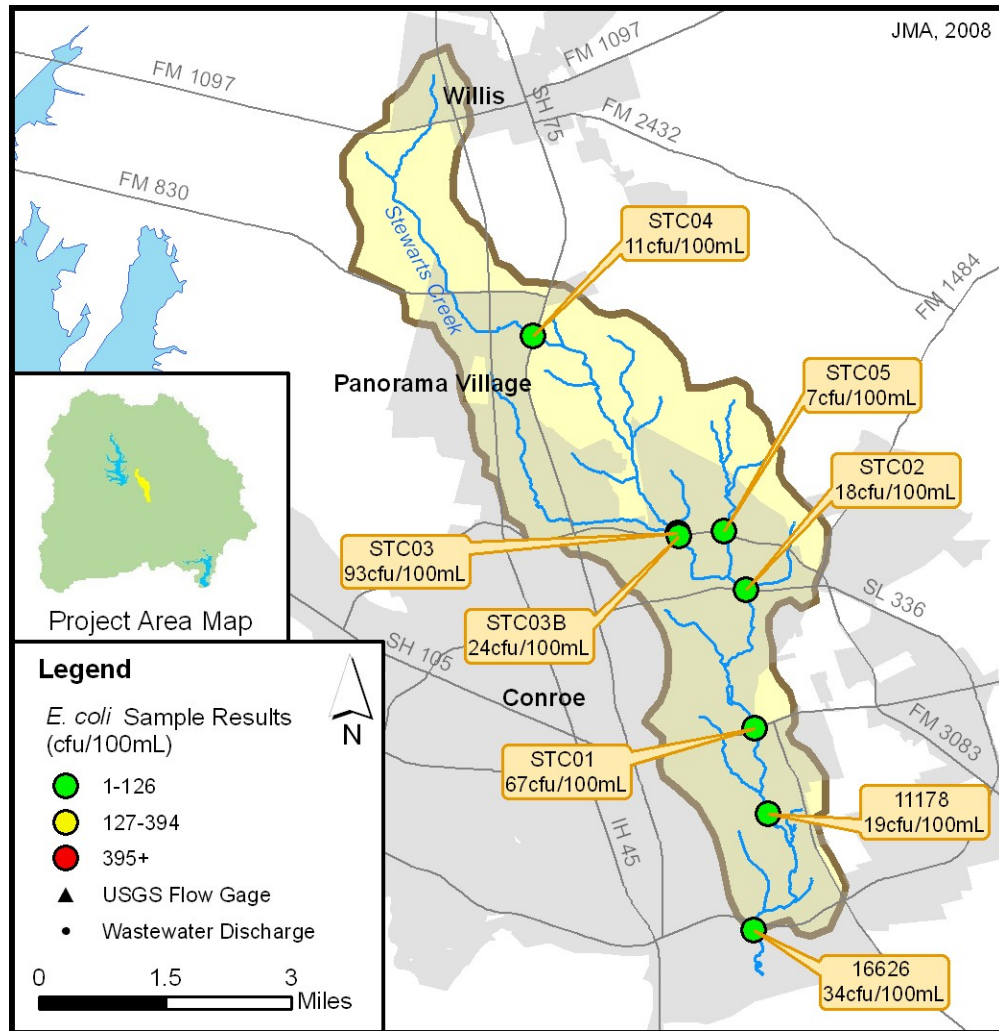 JMA, 2008
FM 1097
FM 1097
Willis
SH 75
FM 2432
FM 830
Stewarts Creek
STC04
11cfu/100mL
FM 1484
Panorama Village
STC05
7cfu/100mL
STC02
18cfu/100mL
STC03
93cfu/100mL
STC03B
24cfu/100mL
SL 336
Project Area Map
SH 105
Conroe
FM 3083
STC01
67cfu/100mL
11178
19cfu/100mL
IH 45
16626
34cfu/100mL
Legend
N
E. coli Sample Results
(cfu/100mL)
1-126
127-394
395+
USGS Flow Gage
Wastewater Discharge
0 1.5 3
Miles